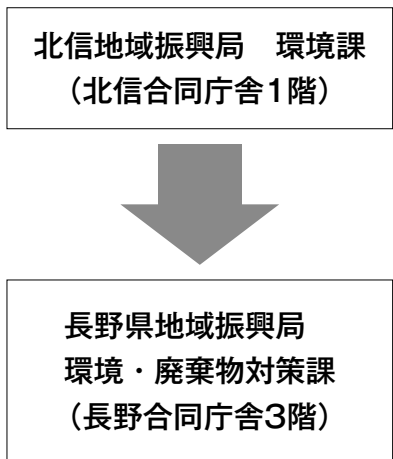 北信地域振興局　環境課
（北信合同庁舎1階）
長野県地域振興局
環境・廃棄物対策課
（長野合同庁舎3階）